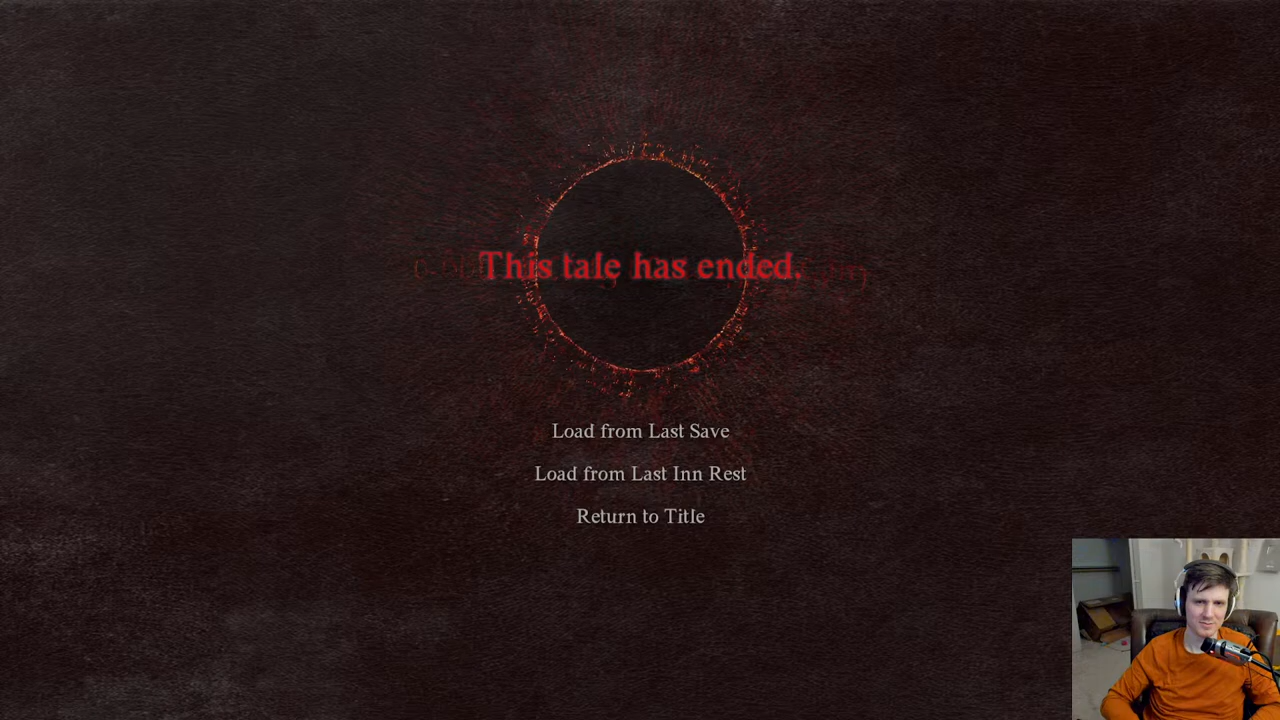 This tale has ended.
Load from Last Save
Load from Last Inn Rest
Return to Title